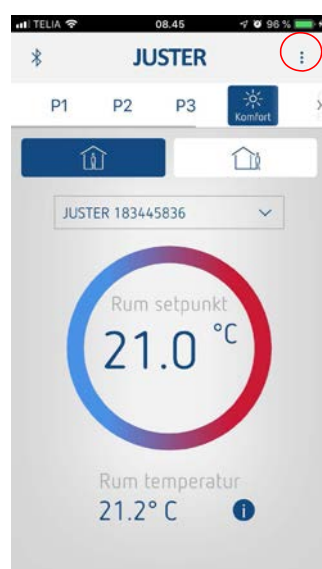 TELIA 08.45 96 %
JUSTER
P1 P2 P3 Komfort
JUSTER 183445836
Rum setpunkt
21.0 °C
Rum temperatur
21.2° C i